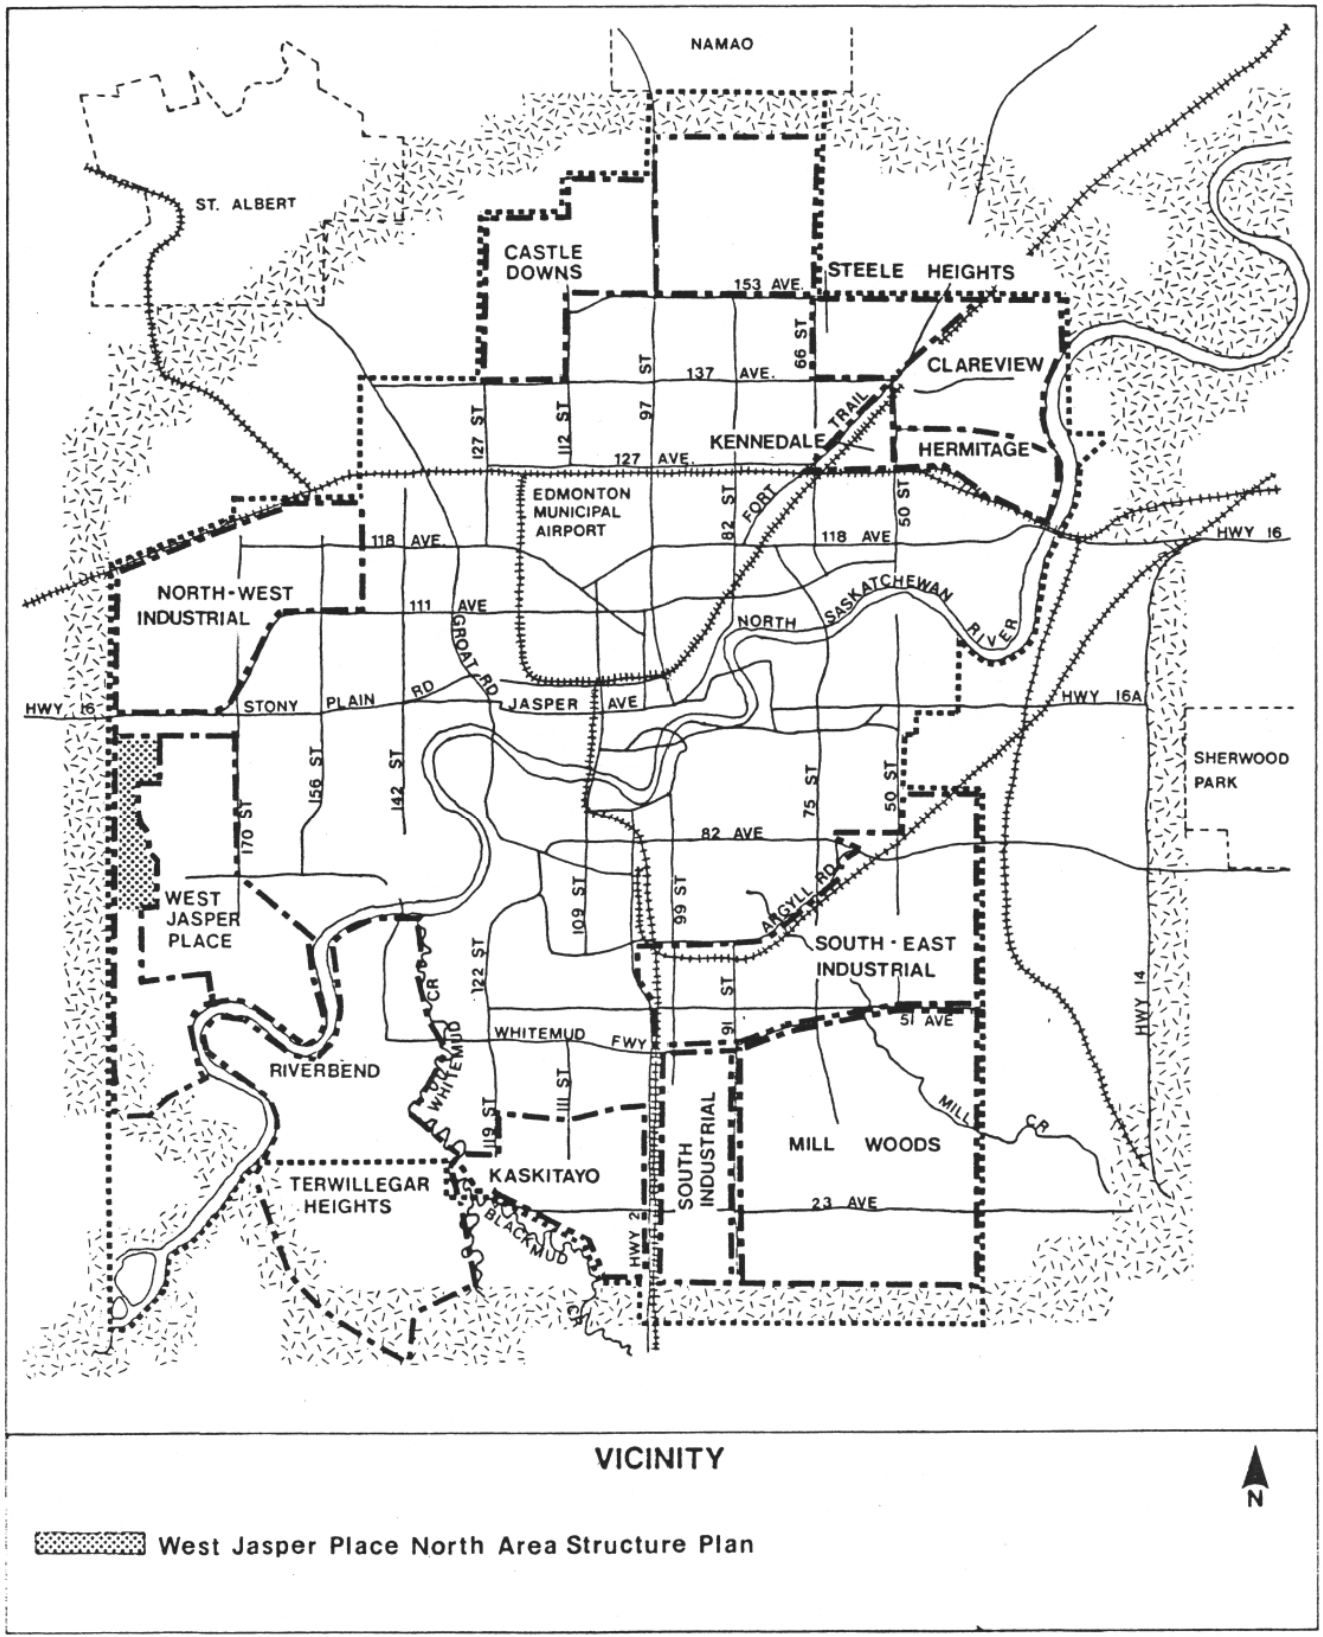 NAMAO
ST. ALBERT
CASTLE
DOWNS
STEELE HEIGHTS
153 AVE.
66 ST
CLAREVIEW
97 ST
137 AVE.
127 ST
112 ST
FORT TRAIL
KENNEDALE
HERMITAGE
127 AVE.
EDMONTON
MUNICIPAL
AIRPORT
82 ST
50 ST
118 AVE.
118 AVE
HWY 16
NORTH-WEST
INDUSTRIAL
111 AVE
GROAT RD
NORTH SASKATCHEWAN RIVER
HWY 16
STONY PLAIN RD
JASPER AVE
HWY 16A
SHERWOOD
PARK
170 ST
156 ST
142 ST
75 ST
50 ST
82 AVE
WEST
JASPER
PLACE
109 ST
99 ST
ARGYLL RD
SOUTH-EAST
INDUSTRIAL
122 ST
91 ST
51 AVE
HWY 14
WHITEMUD FWY
WHITEMUD CR
RIVERBEND
111 ST
119 ST
SOUTH
INDUSTRIAL
MILL WOODS
MILL CR
KASKITAYO
TERWILLEGAR
HEIGHTS
BLACKMUD CR
HWY 2
23 AVE
VICINITY
N
West Jasper Place North Area Structure Plan